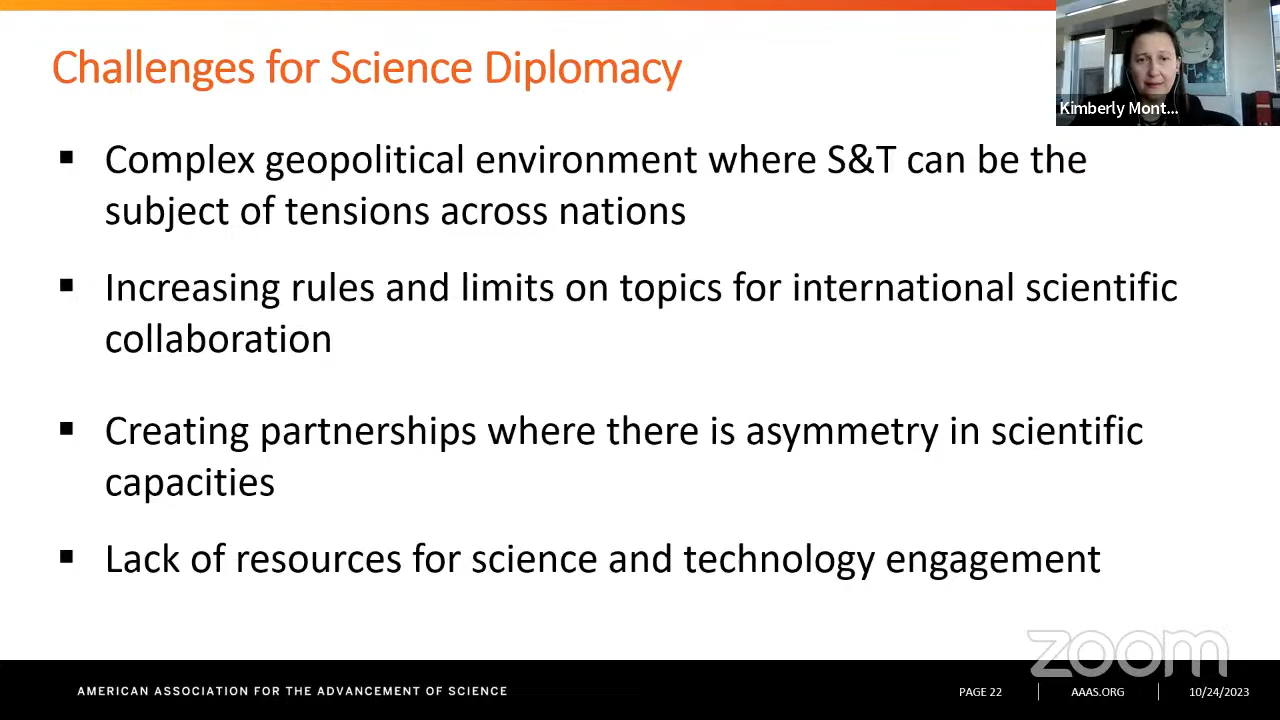 Challenges for Science Diplomacy
Kimberly Mont...
▪ Complex geopolitical environment where S&T can be the
subject of tensions across nations
▪ Increasing rules and limits on topics for international scientific
collaboration
▪ Creating partnerships where there is asymmetry in scientific
capacities
▪ Lack of resources for science and technology engagement
zoom
AMERICAN ASSOCIATION FOR THE ADVANCEMENT OF SCIENCE
PAGE 22
AAAS.ORG
10/24/2023